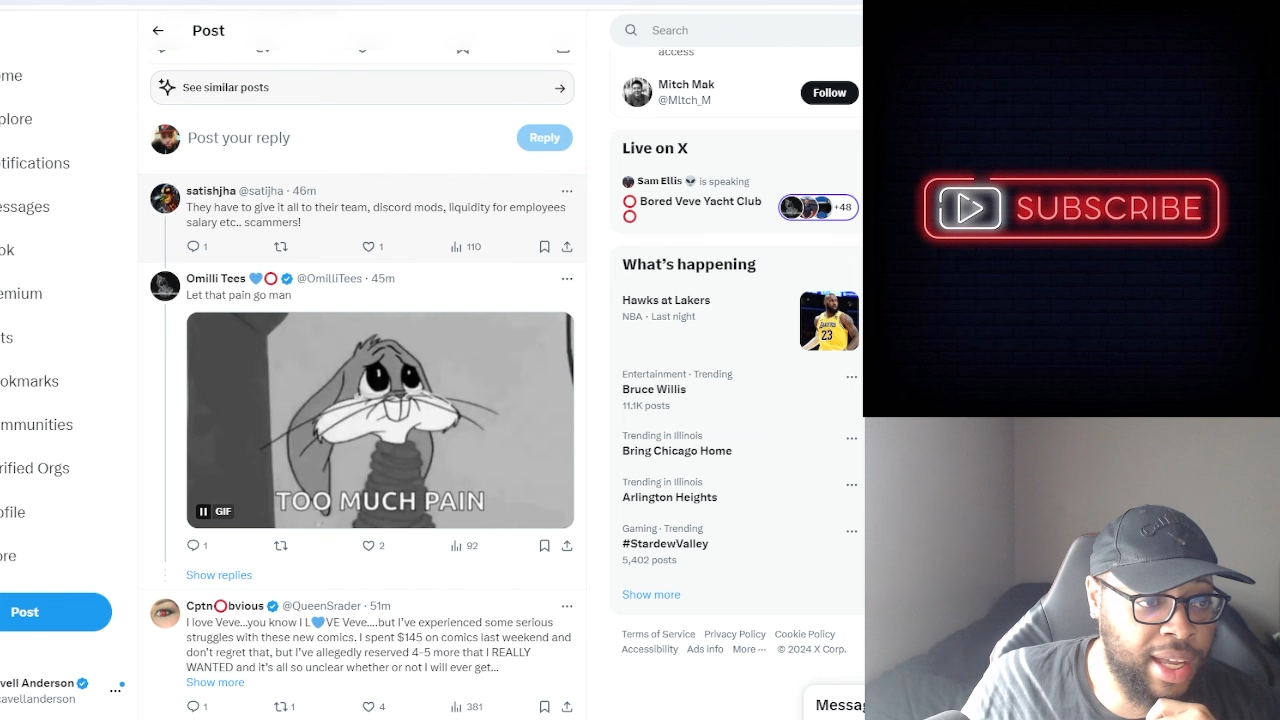 Post
Search
access
See similar posts
Mitch Mak
@MItch_M
Follow
Post your reply
Reply
Live on X
Sam Ellis 👽 is speaking
⭕ Bored Veve Yacht Club
⭕
+48
satishjha @satijha · 46m
They have to give it all to their team, discord mods, liquidity for employees
salary etc.. scammers!
1
1
110
Omilli Tees 💙⭕ @OmilliTees · 45m
Let that pain go man
TOO MUCH PAIN
GIF
1
2
92
Show replies
Cptn⭕bvious @QueenSrader · 51m
I love Veve...you know I L💙VE Veve....but I've experienced some serious
struggles with these new comics. I spent $145 on comics last weekend and
don't regret that, but I've allegedly reserved 4-5 more that I REALLY
WANTED and it's all so unclear whether or not I will ever get...
Show more
1
1
4
381
What's happening
Hawks at Lakers
NBA · Last night
LAKERS
23
Entertainment · Trending
Bruce Willis
11.1K posts
Trending in Illinois
Bring Chicago Home
Trending in Illinois
Arlington Heights
Gaming · Trending
#StardewValley
5,402 posts
Show more
Terms of Service Privacy Policy Cookie Policy
Accessibility Ads info More ··· © 2024 X Corp.
Messag
ome
plore
tifications
essages
ok
emium
ts
okmarks
mmunities
rified Orgs
ofile
ore
Post
vell Anderson
cavellanderson
SUBSCRIBE